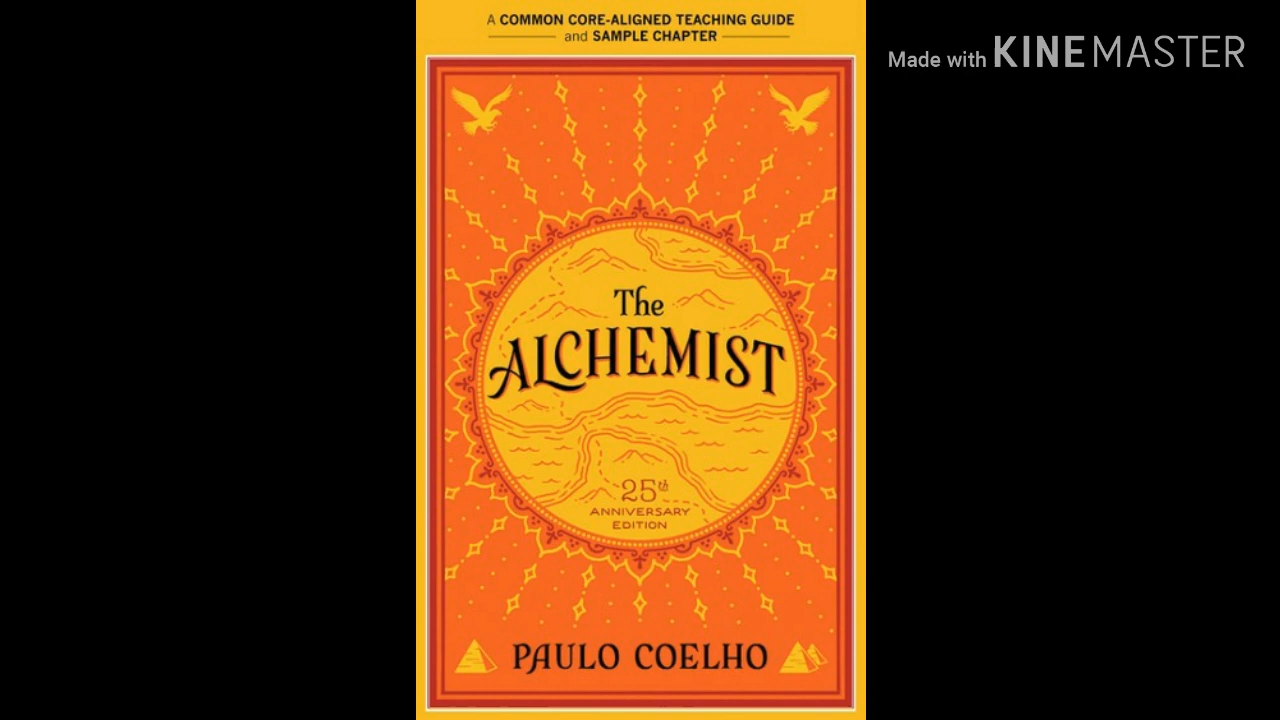 A COMMON CORE-ALIGNED TEACHING GUIDE
and SAMPLE CHAPTER
Made with KINEMASTER
The
ALCHEMIST
25th
ANNIVERSARY
EDITION
PAULO COELHO